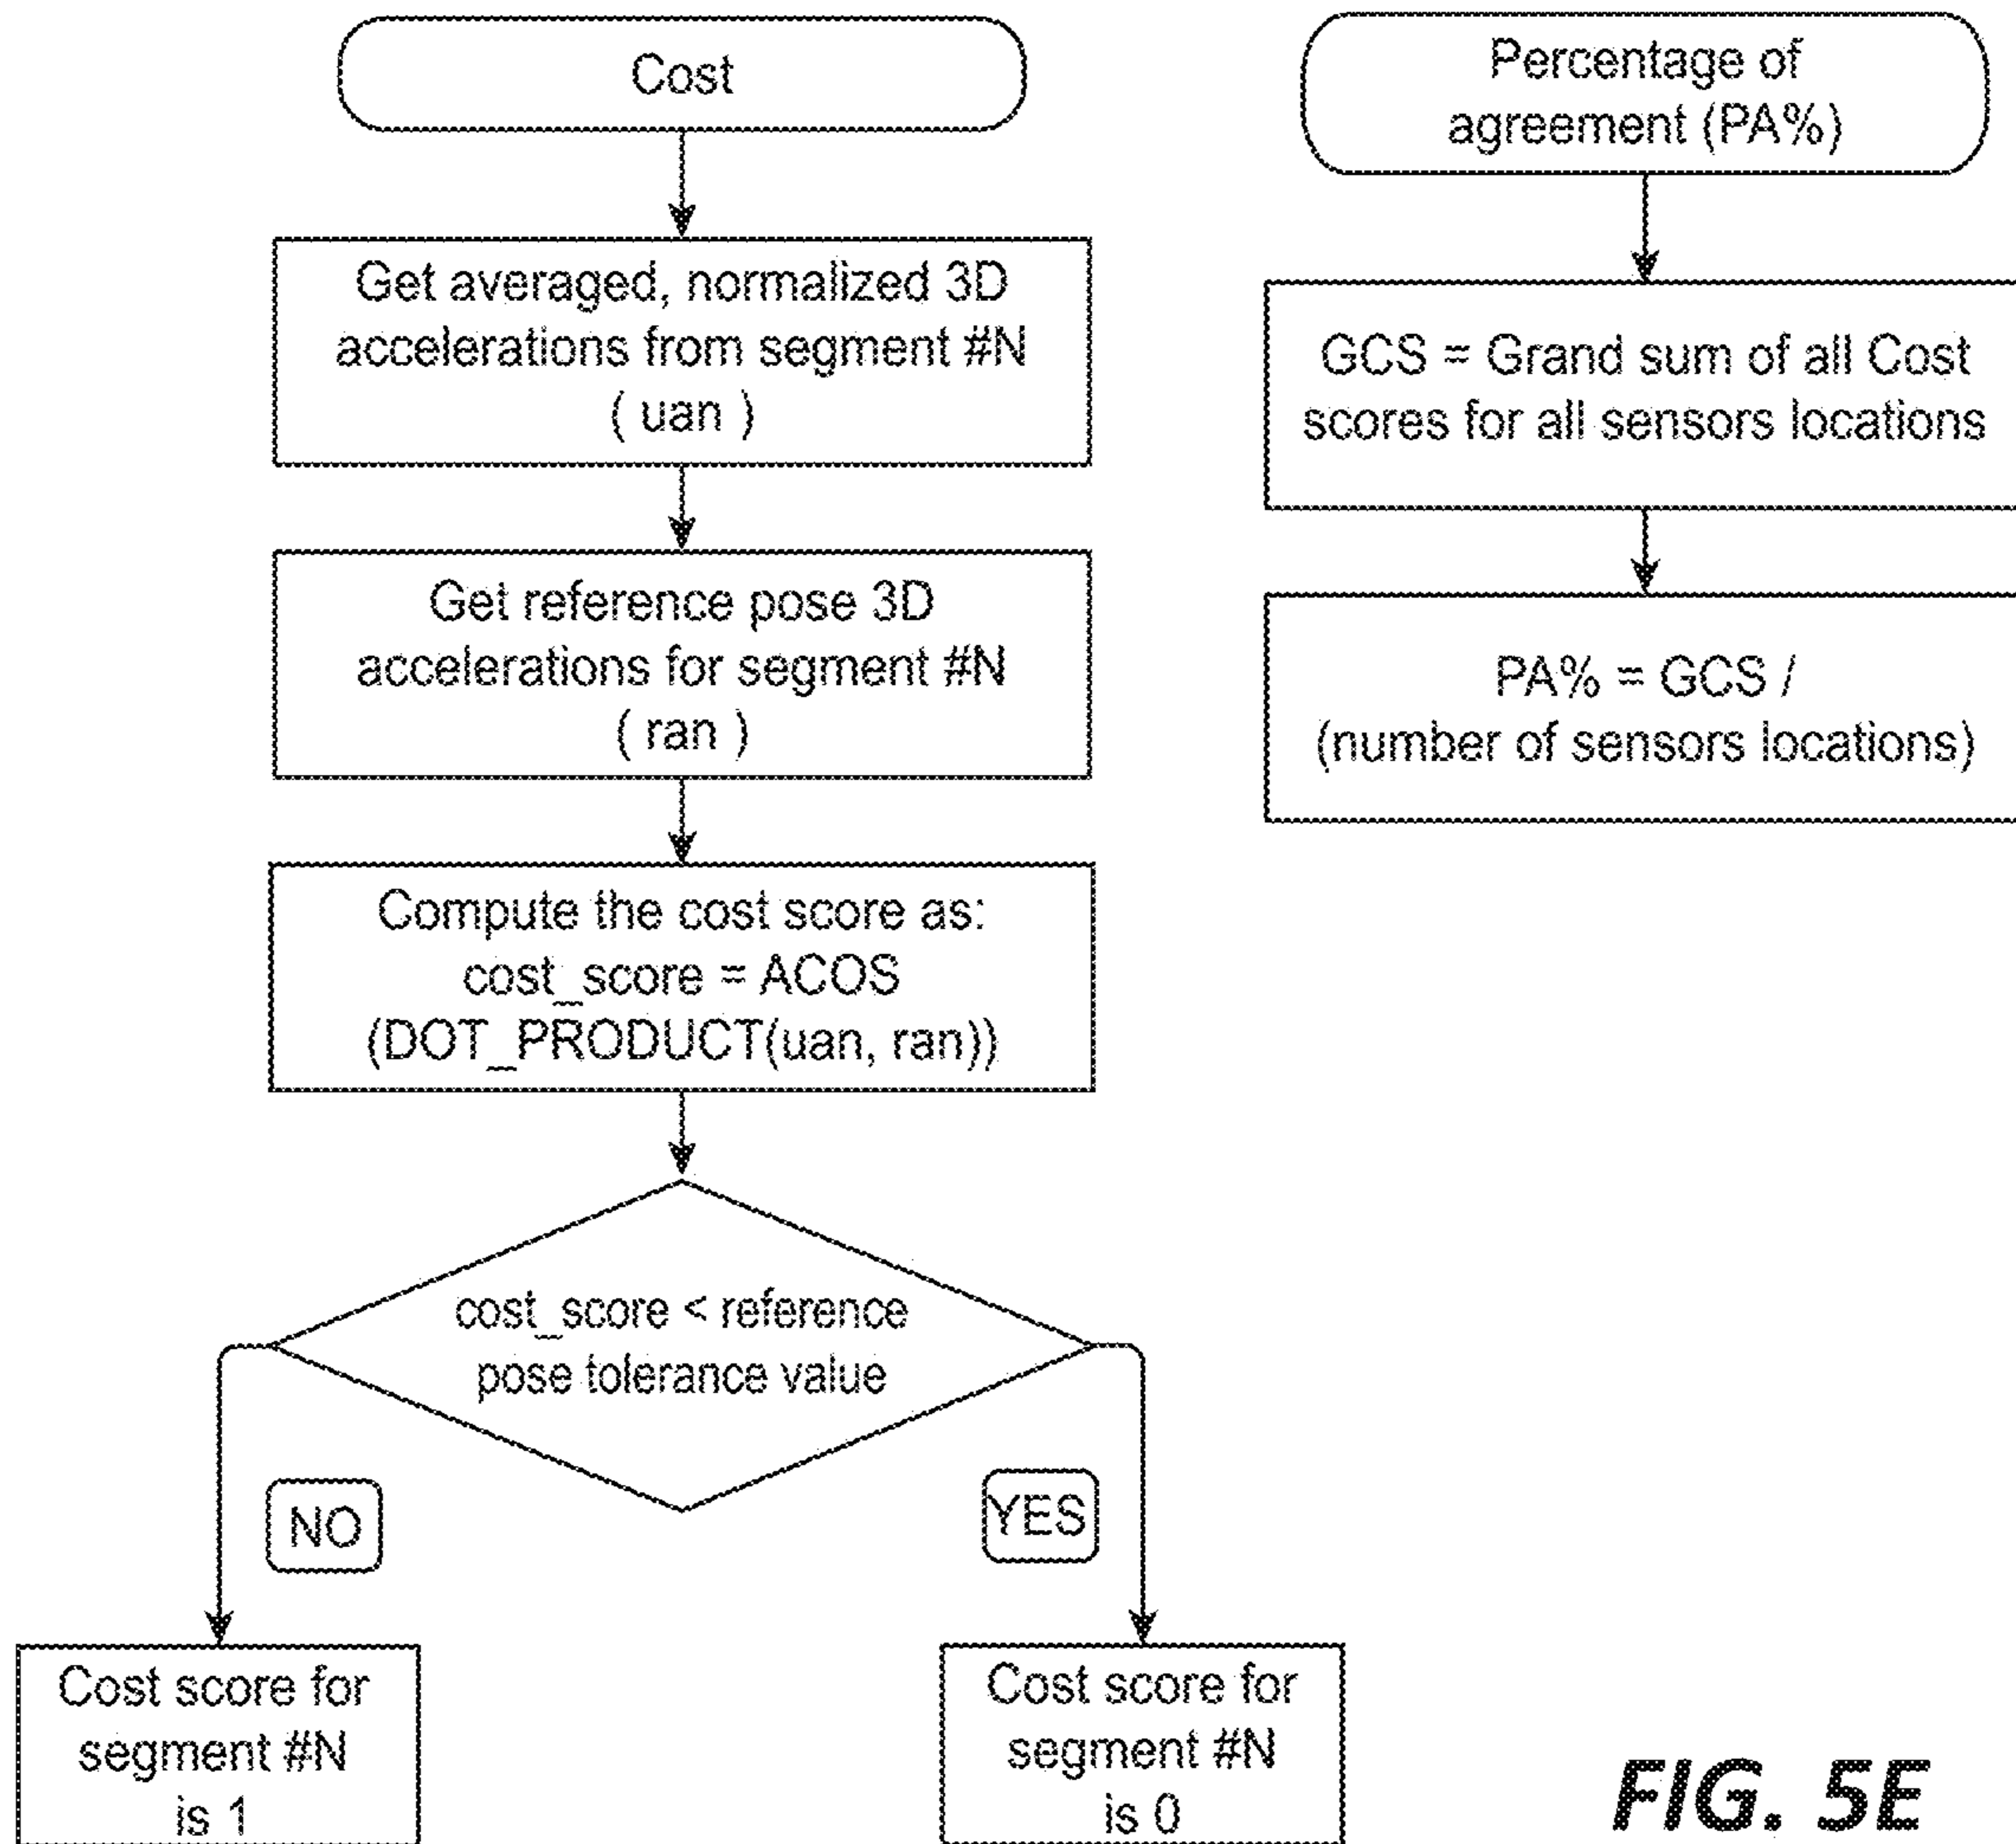 Cost
Get averaged, normalized 3D
accelerations from segment #N
( uan )
Get reference pose 3D
accelerations for segment #N
( ran )
Compute the cost score as:
cost_score = ACOS
(DOT_PRODUCT(uan, ran))
cost_score < reference
pose tolerance value
NO
YES
Cost score for
segment #N
is 1
Cost score for
segment #N
is 0
Percentage of
agreement (PA%)
GCS = Grand sum of all Cost
scores for all sensors locations
PA% = GCS /
(number of sensors locations)
FIG. 5E